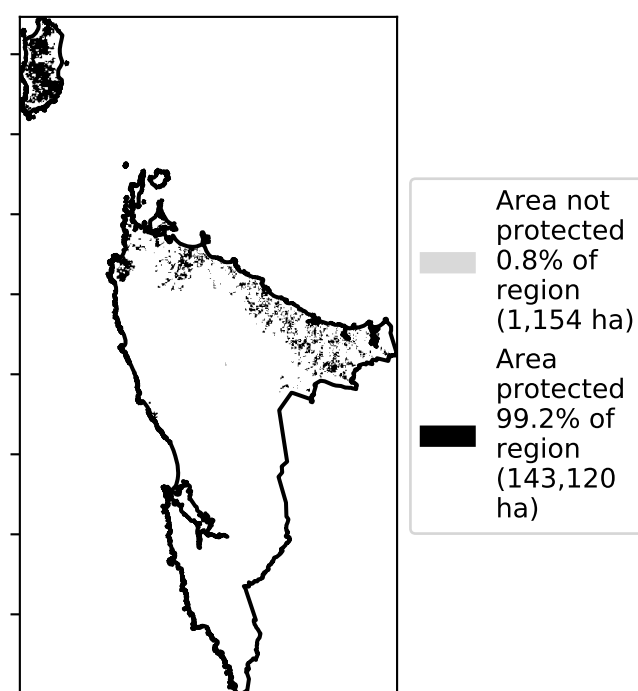 Area not
protected
0.8% of
region
(1,154 ha)
Area
protected
99.2% of
region
(143,120
ha)